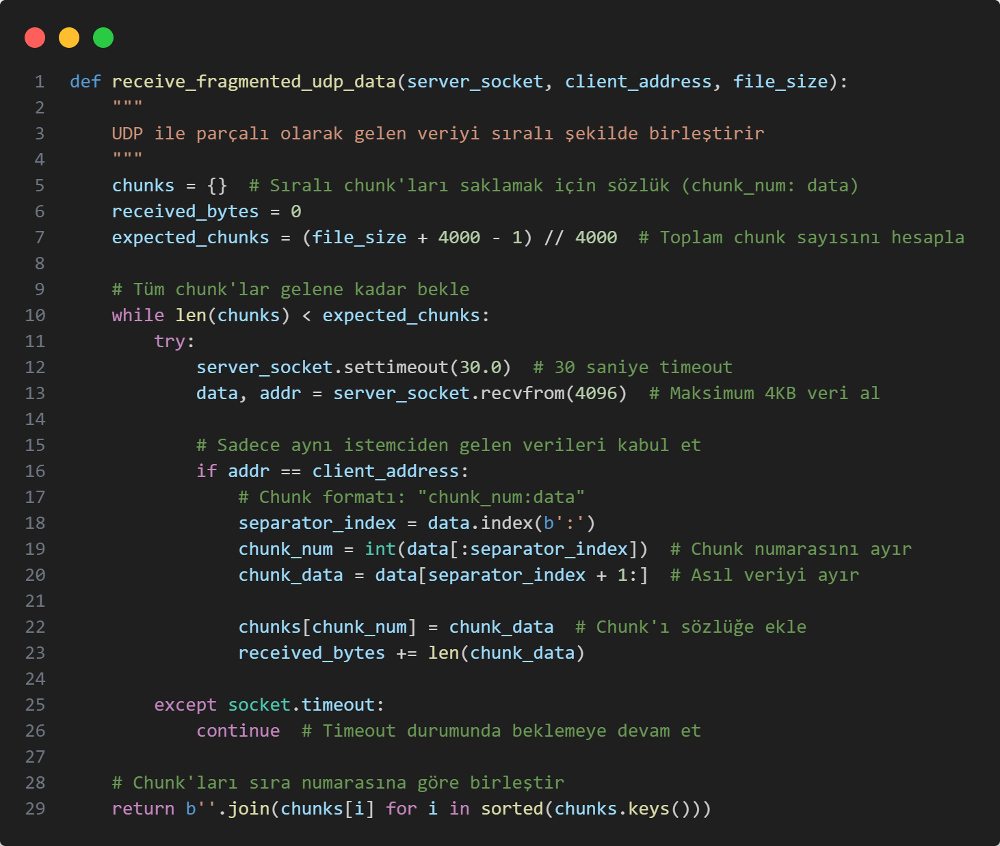 1 def receive_fragmented_udp_data(server_socket, client_address, file_size):
2     """
3     UDP ile parçalı olarak gelen veriyi sıralı şekilde birleştirir
4     """
5     chunks = {}  # Sıralı chunk'ları saklamak için sözlük (chunk_num: data)
6     received_bytes = 0
7     expected_chunks = (file_size + 4000 - 1) // 4000  # Toplam chunk sayısını hesapla
8
9     # Tüm chunk'lar gelene kadar bekle
10     while len(chunks) < expected_chunks:
11         try:
12             server_socket.settimeout(30.0)  # 30 saniye timeout
13             data, addr = server_socket.recvfrom(4096)  # Maksimum 4KB veri al
14
15             # Sadece aynı istemciden gelen verileri kabul et
16             if addr == client_address:
17                 # Chunk formatı: "chunk_num:data"
18                 separator_index = data.index(b':')
19                 chunk_num = int(data[:separator_index])  # Chunk numarasını ayır
20                 chunk_data = data[separator_index + 1:]  # Asıl veriyi ayır
21
22                 chunks[chunk_num] = chunk_data  # Chunk'ı sözlüğe ekle
23                 received_bytes += len(chunk_data)
24
25         except socket.timeout:
26             continue  # Timeout durumunda beklemeye devam et
27
28     # Chunk'ları sıra numarasına göre birleştir
29     return b''.join(chunks[i] for i in sorted(chunks.keys()))